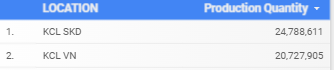 LOCATION Production Quantity
1. KCL SKD 24,788,611
2. KCL VN 20,727,905